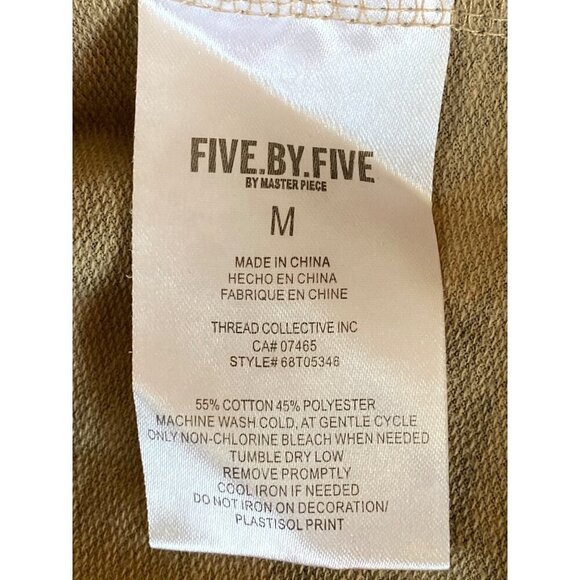 FIVE.BY.FIVE
BY MASTER PIECE
M
MADE IN CHINA
HECHO EN CHINA
FABRIQUE EN CHINE
THREAD COLLECTIVE INC
CA# 07465
STYLE# 68T05346
55% COTTON 45% POLYESTER
MACHINE WASH COLD, AT GENTLE CYCLE
ONLY NON-CHLORINE BLEACH WHEN NEEDED
TUMBLE DRY LOW
REMOVE PROMPTLY
COOL IRON IF NEEDED
DO NOT IRON ON DECORATION/
PLASTISOL PRINT